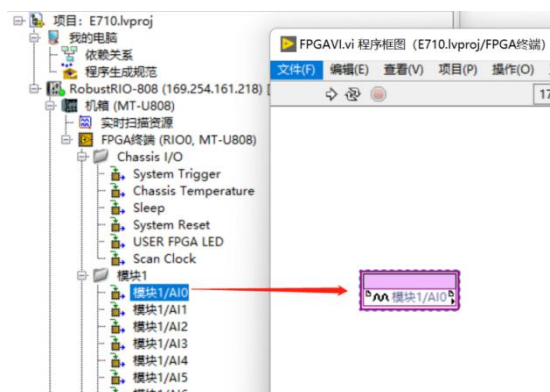 项目: E710.lvproj
我的电脑
依赖关系
程序生成规范
RobustRIO-808 (169.254.161.218) [
机箱 (MT-U808)
实时扫描资源
FPGA终端 (RIO0, MT-U808)
Chassis I/O
System Trigger
Chassis Temperature
Sleep
System Reset
USER FPGA LED
Scan Clock
模块1
模块1/AI0
模块1/AI1
模块1/AI2
模块1/AI3
模块1/AI4
模块1/AI5
FPGAVI.vi 程序框图 (E710.lvproj/FPGA终端)
文件(F) 编辑(E) 查看(V) 项目(P) 操作(O)
17
模块1/AI0